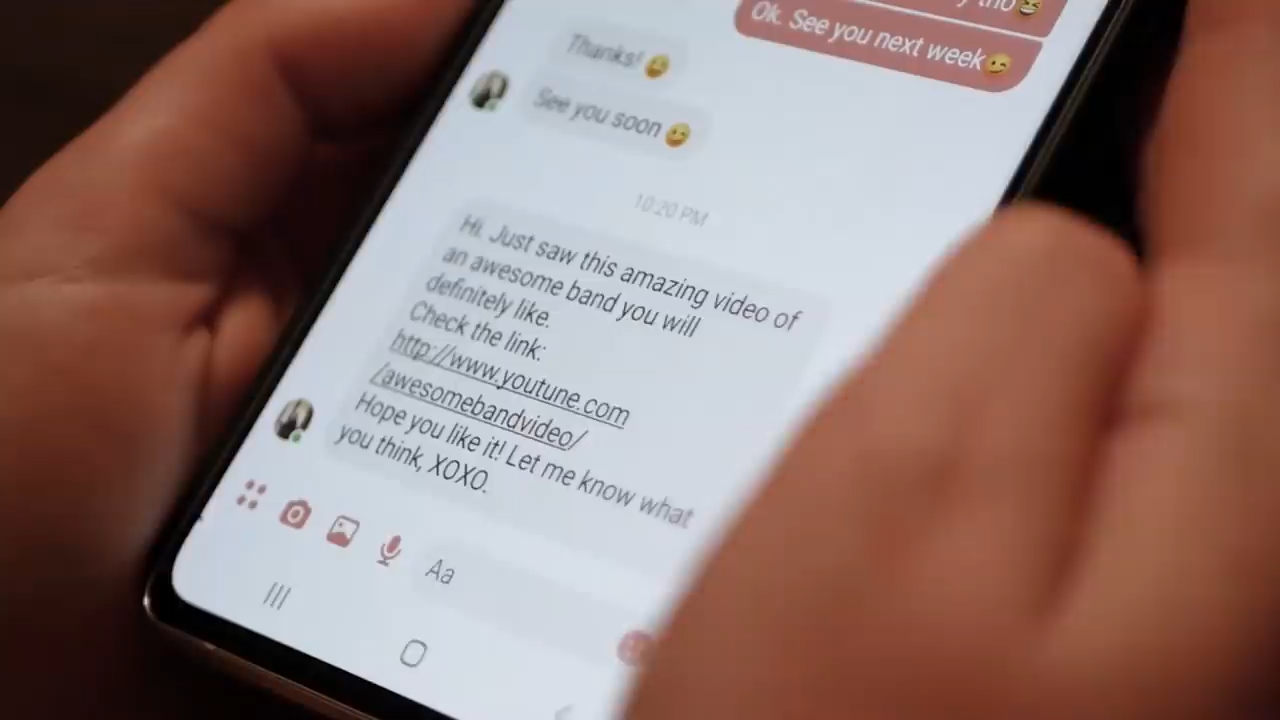 Ok. See you next week😉
Thanks! 😀
See you soon 😉
10:20 PM
Hi. Just saw this amazing video of
an awesome band you will
definitely like.
Check the link:
http://www.youtune.com
/awesomebandvideo/
Hope you like it! Let me know what
you think, XOXO.
Aa